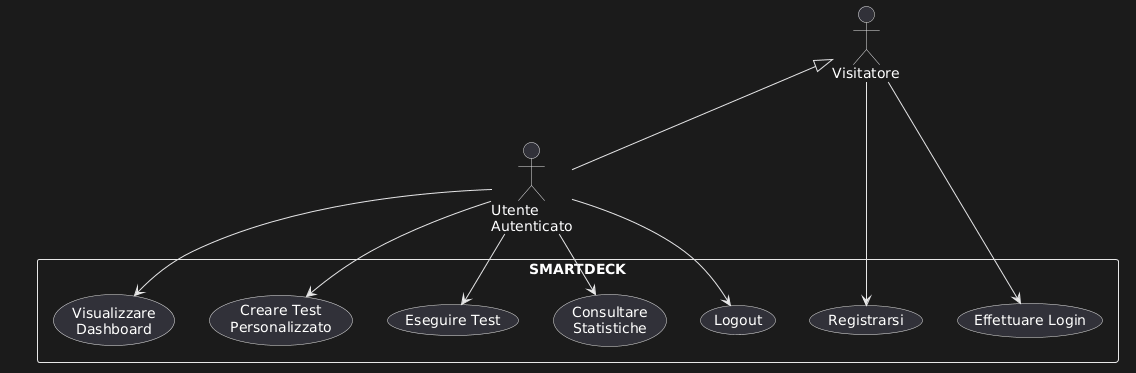 Visitatore
Utente
Autenticato
SMARTDECK
Visualizzare
Dashboard
Creare Test
Personalizzato
Eseguire Test
Consultare
Statistiche
Logout
Registrarsi
Effettuare Login